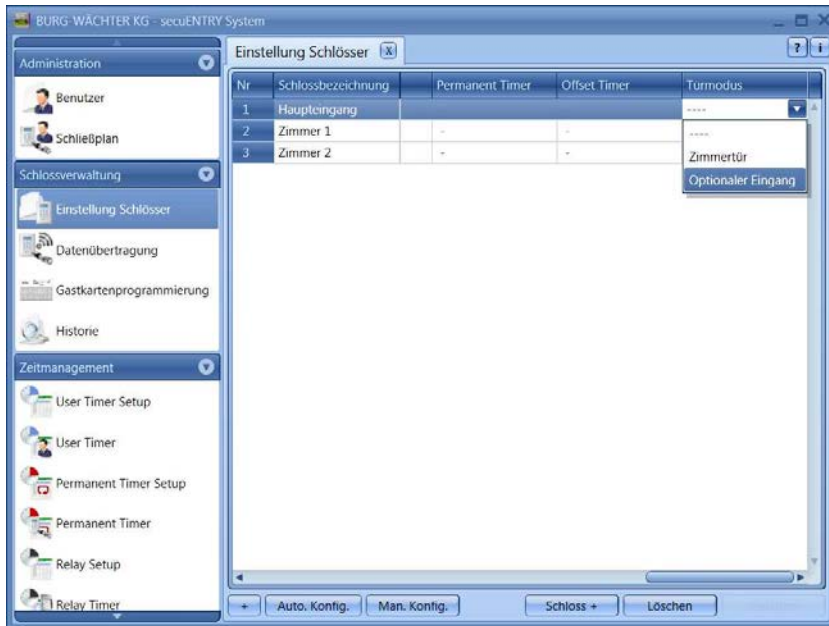 BURG-WÄCHTER KG - secuENTRY System
Administration
Benutzer
Schließplan
Schlossverwaltung
Einstellung Schlösser
Datenübertragung
Gastkartenprogrammierung
Historie
Zeitmanagement
User Timer Setup
User Timer
Permanent Timer Setup
Permanent Timer
Relay Setup
Relay Timer
Einstellung Schlösser X
? i
Nr Schlossbezeichnung Permanent Timer Offset Timer Türmodus
1 Haupteingang ----
2 Zimmer 1 - -
3 Zimmer 2 - -
----
Zimmertür
Optionaler Eingang
+ Auto. Konfig. Man. Konfig. Schloss + Löschen